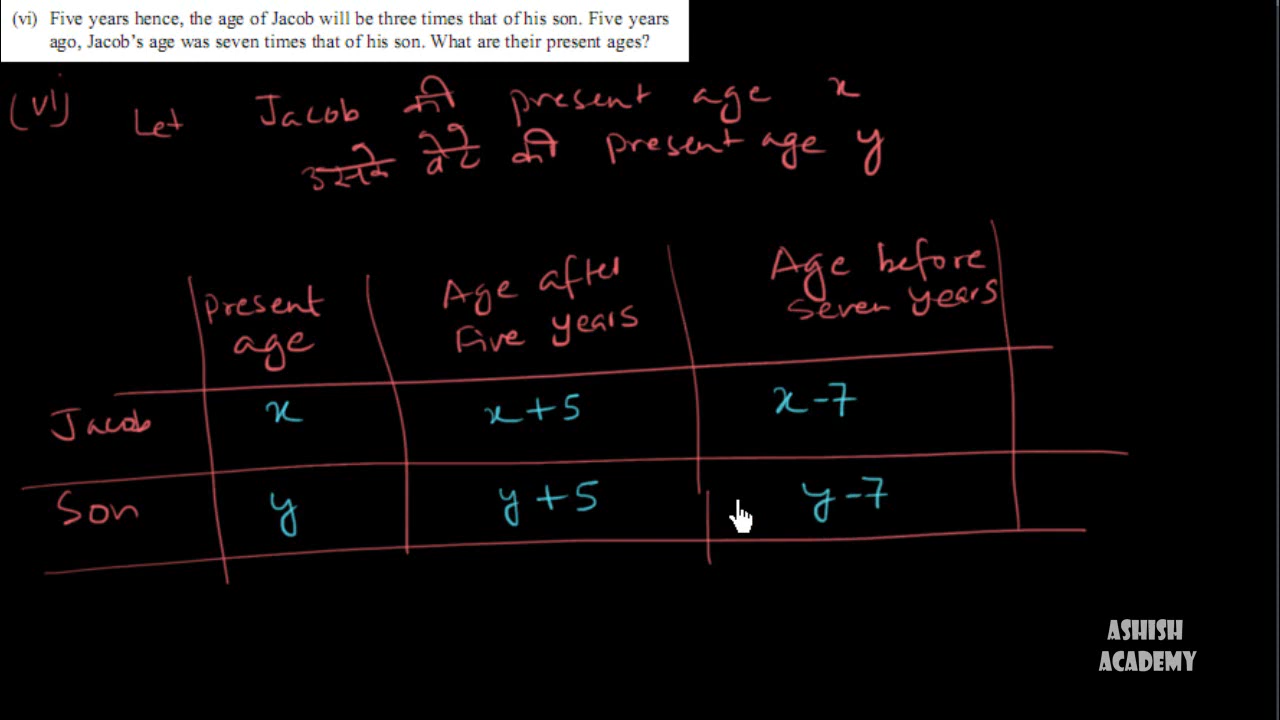 (vi) Five years hence, the age of Jacob will be three times that of his son. Five years
ago, Jacob's age was seven times that of his son. What are their present ages?
(vi) Let Jacob की present age x
उसके बेटे की present age y
Present age
Age after Five years
Age before Seven years
Jacob x x+5 x-7
Son y y+5 y-7
ASHISH
ACADEMY